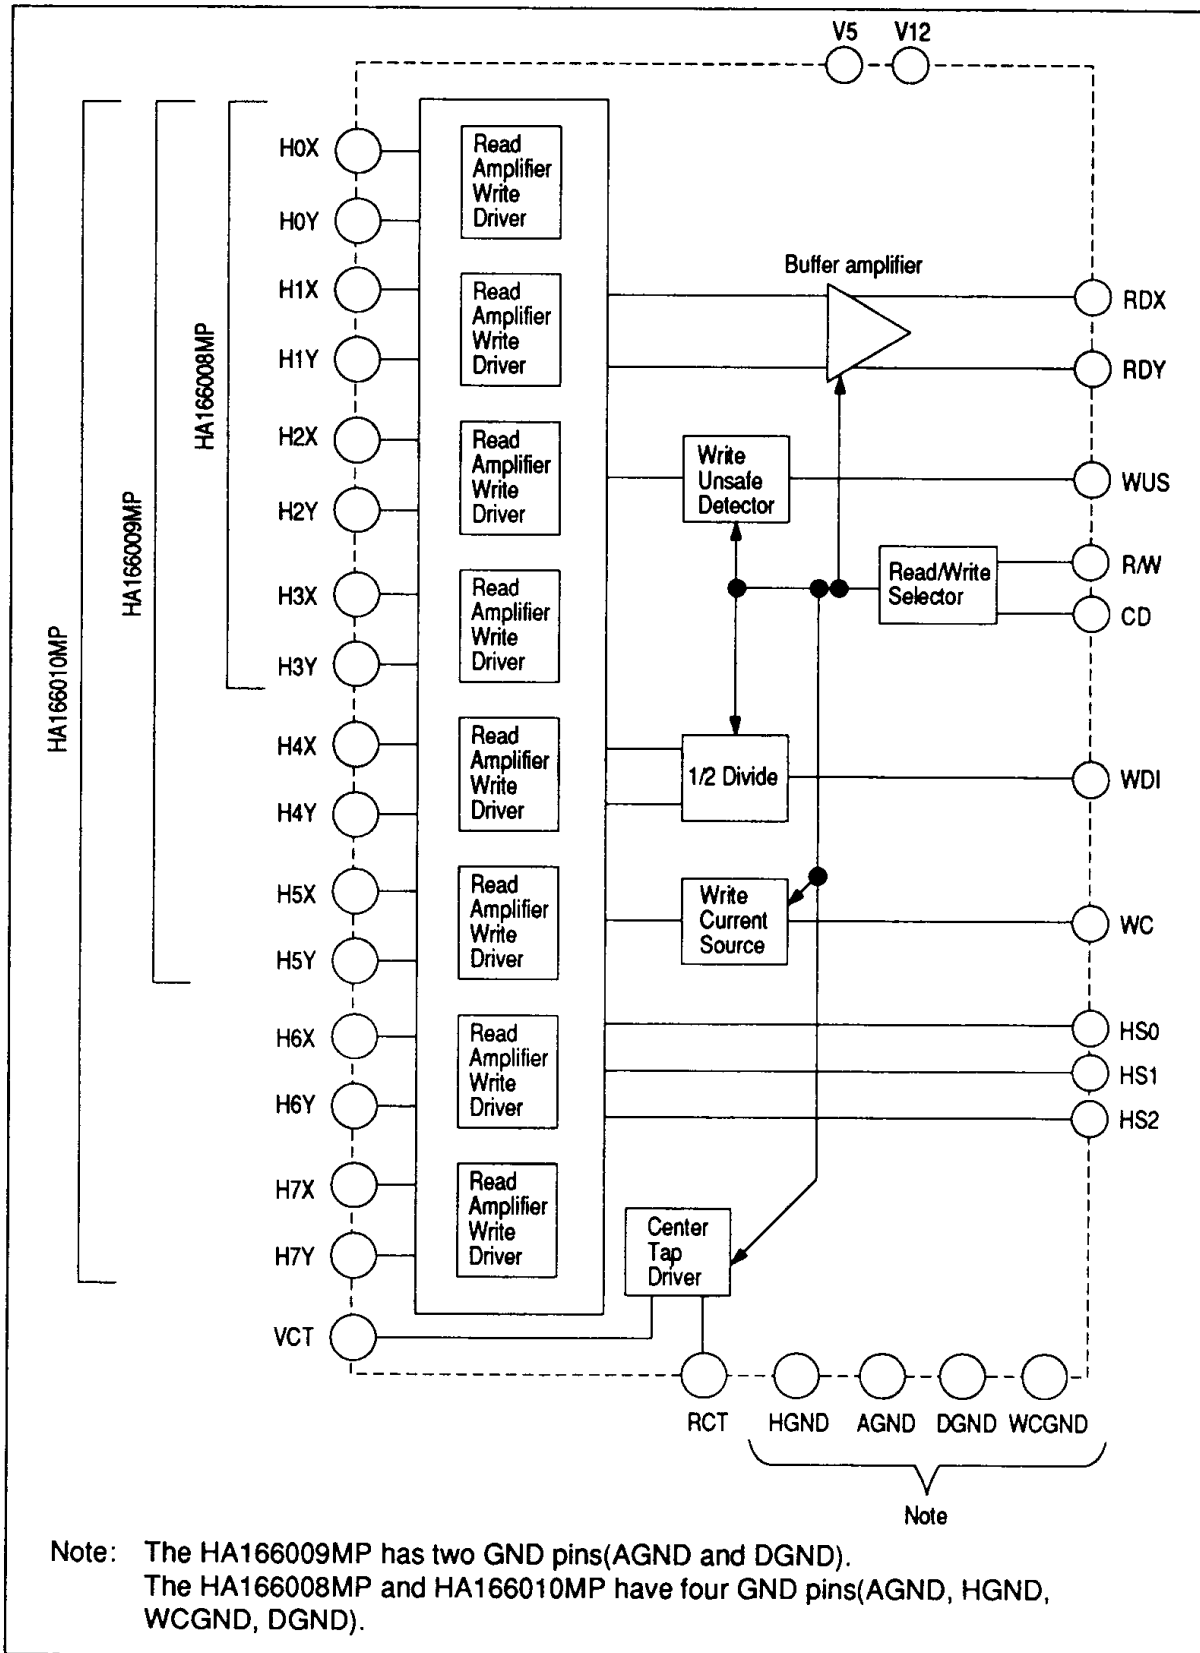 V5 V12
H0X
H0Y
H1X
H1Y
H2X
H2Y
H3X
H3Y
H4X
H4Y
H5X
H5Y
H6X
H6Y
H7X
H7Y
VCT
HA166008MP
HA166009MP
HA166010MP
Read
Amplifier
Write
Driver
Read
Amplifier
Write
Driver
Read
Amplifier
Write
Driver
Read
Amplifier
Write
Driver
Read
Amplifier
Write
Driver
Read
Amplifier
Write
Driver
Read
Amplifier
Write
Driver
Read
Amplifier
Write
Driver
Buffer amplifier
Write
Unsafe
Detector
Read/Write
Selector
1/2 Divide
Write
Current
Source
Center
Tap
Driver
RDX
RDY
WUS
R/W
CD
WDI
WC
HS0
HS1
HS2
RCT HGND AGND DGND WCGND
Note
Note: The HA166009MP has two GND pins(AGND and DGND).
The HA166008MP and HA166010MP have four GND pins(AGND, HGND,
WCGND, DGND).